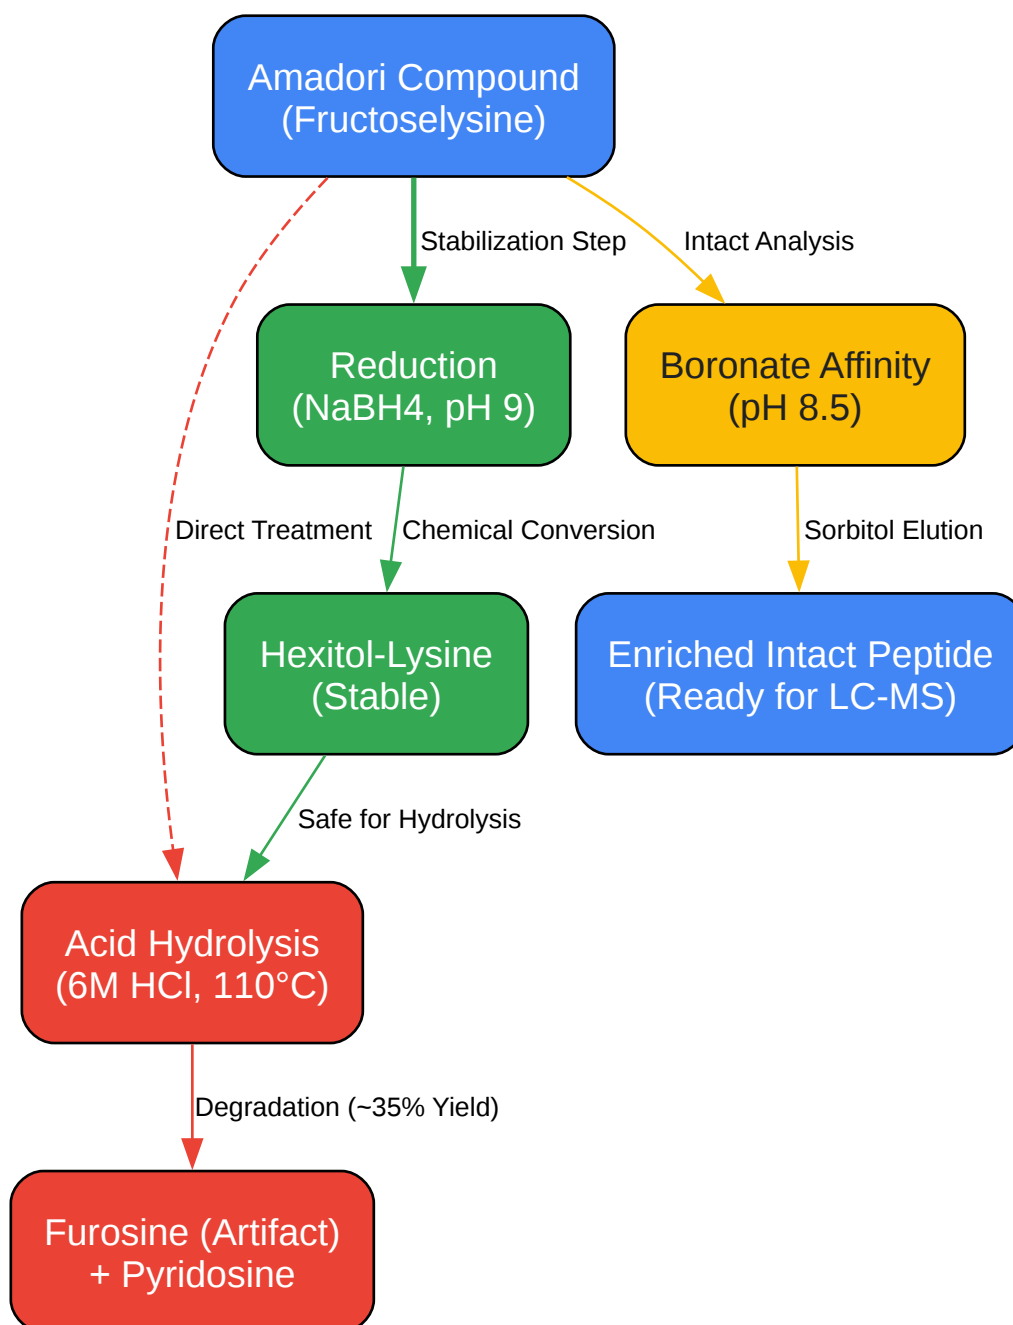 Amadori Compound
(Fructoselysine)
Stabilization Step
Intact Analysis
Reduction
(NaBH4, pH 9)
Boronate Affinity
(pH 8.5)
Direct Treatment
Chemical Conversion
Sorbitol Elution
Hexitol-Lysine
(Stable)
Enriched Intact Peptide
(Ready for LC-MS)
Safe for Hydrolysis
Acid Hydrolysis
(6M HCl, 110°C)
Degradation (~35% Yield)
Furosine (Artifact)
+ Pyridosine